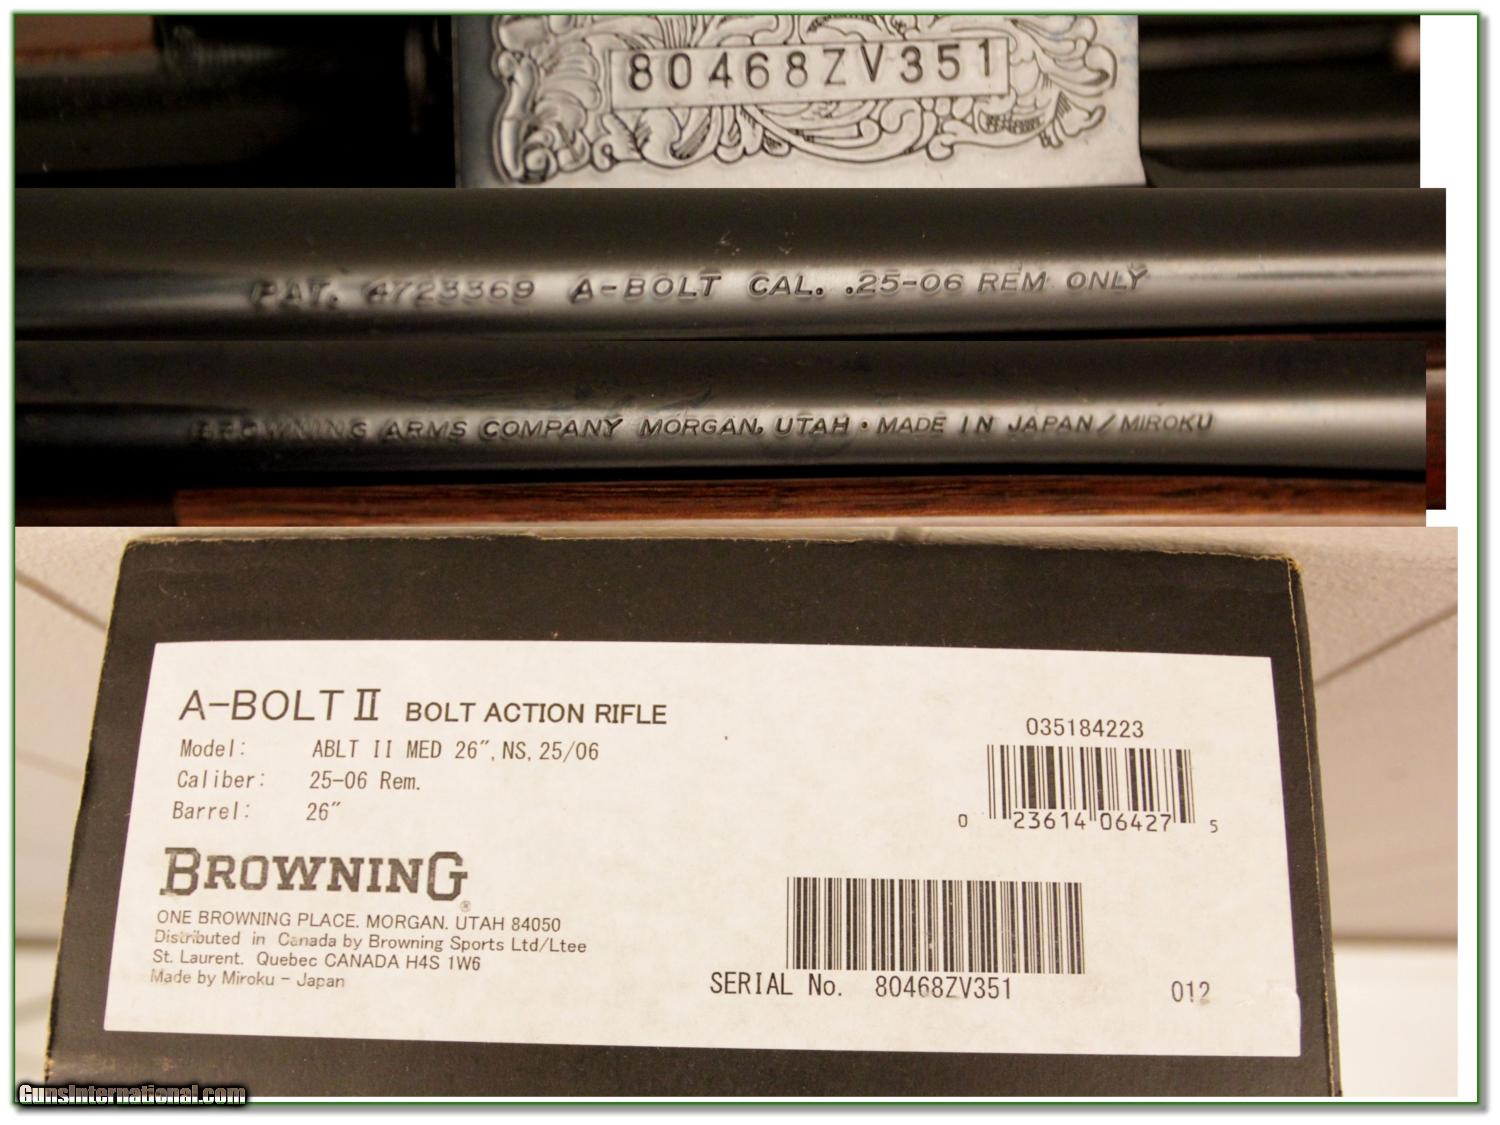 80468ZV351
PAT. 4723369 A-BOLT CAL. .25-06 REM ONLY
BROWNING ARMS COMPANY MORGAN, UTAH • MADE IN JAPAN/MIROKU
A-BOLT II BOLT ACTION RIFLE
Model: ABLT II MED 26", NS, 25/06
Caliber: 25-06 Rem.
Barrel: 26"
035184223
0 23614 06427 5
BROWNING®
ONE BROWNING PLACE. MORGAN. UTAH 84050
Distributed in Canada by Browning Sports Ltd/Ltee
St. Laurent. Quebec CANADA H4S 1W6
Made by Miroku - Japan
SERIAL No. 80468ZV351
012
GunsInternational.com